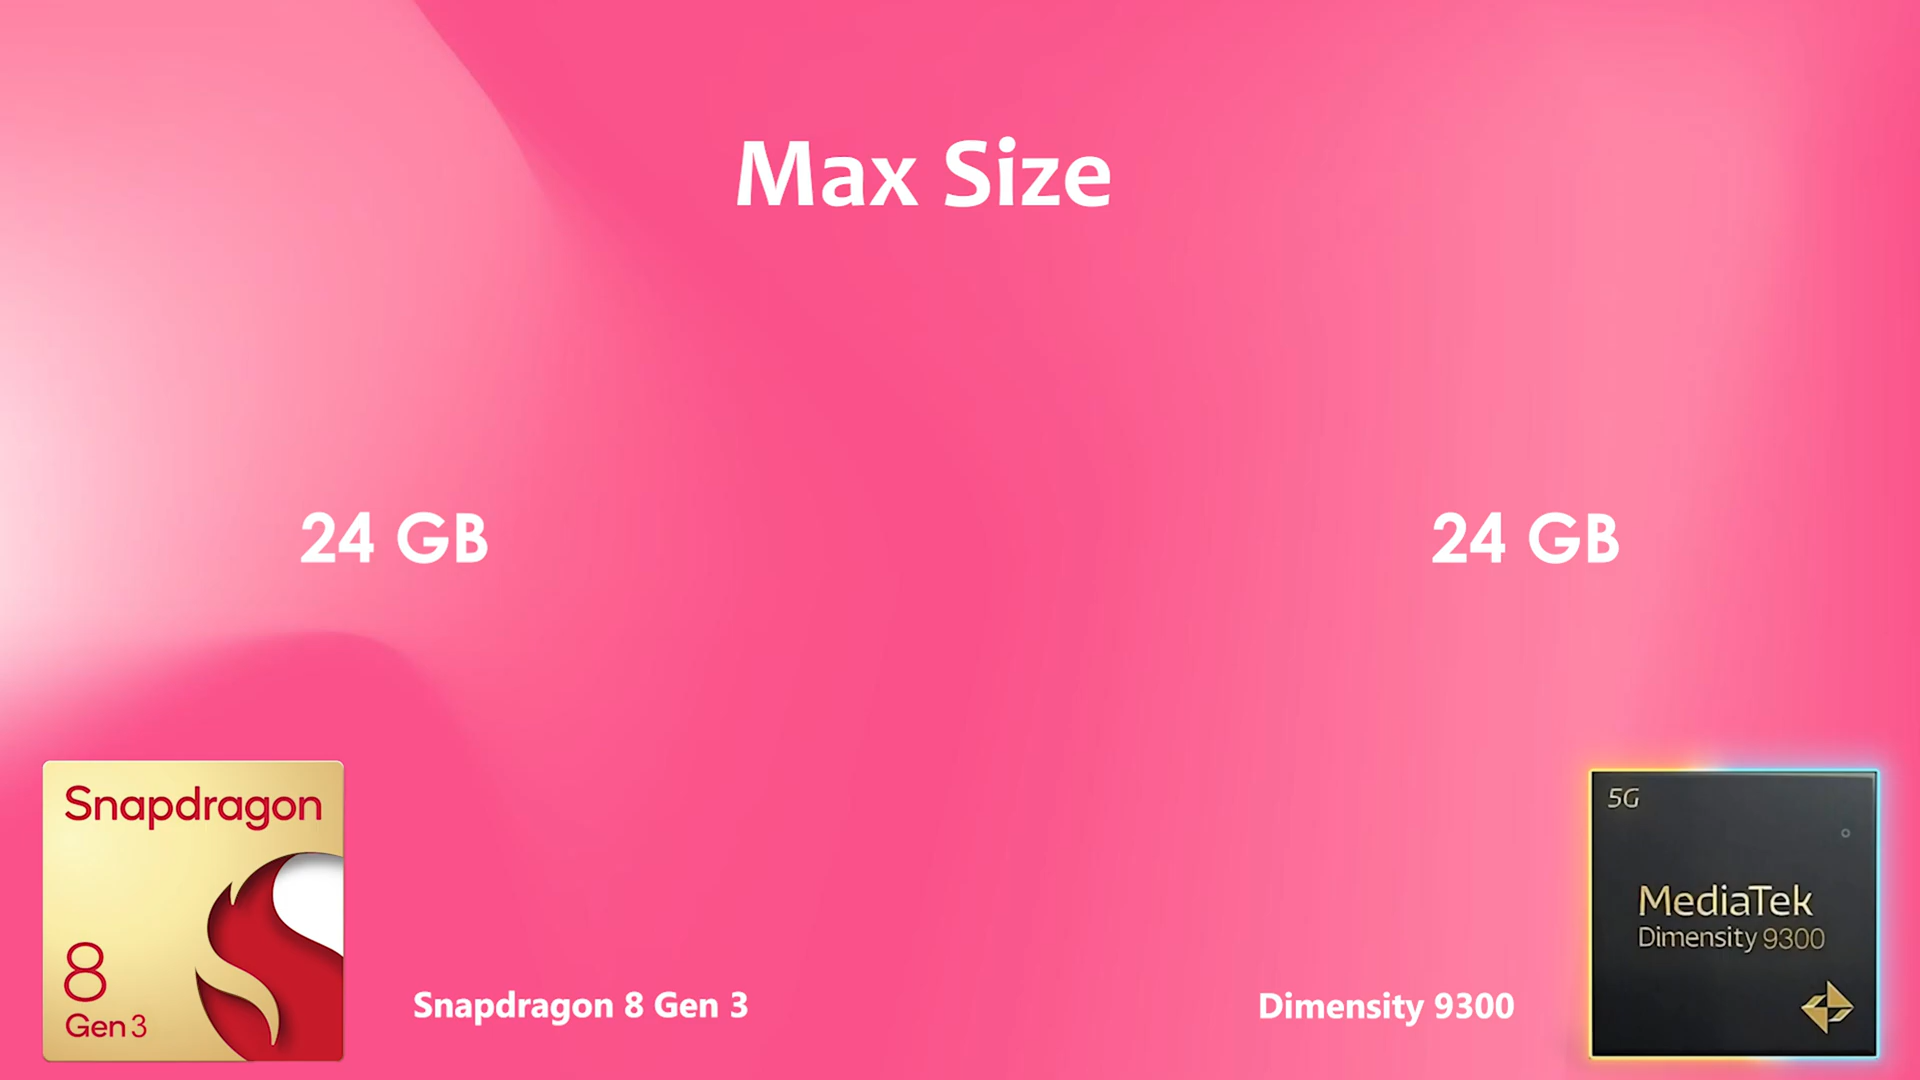 Max Size
24 GB
24 GB
Snapdragon
8
Gen 3
Snapdragon 8 Gen 3
Dimensity 9300
5G
MediaTek
Dimensity 9300